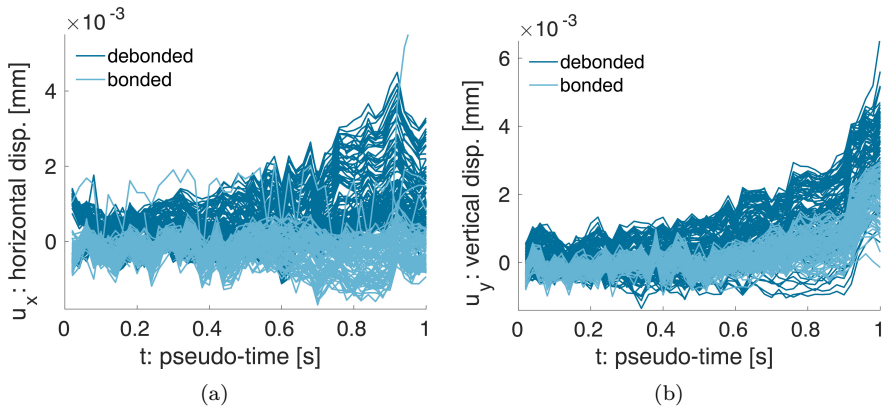 ×10⁻³
debonded
bonded
4
2
0
uₓ : horizontal disp. [mm]
0 0.2 0.4 0.6 0.8 1
t: pseudo-time [s]
(a)
×10⁻³
debonded
bonded
6
4
2
0
u_y : vertical disp. [mm]
0 0.2 0.4 0.6 0.8 1
t: pseudo-time [s]
(b)